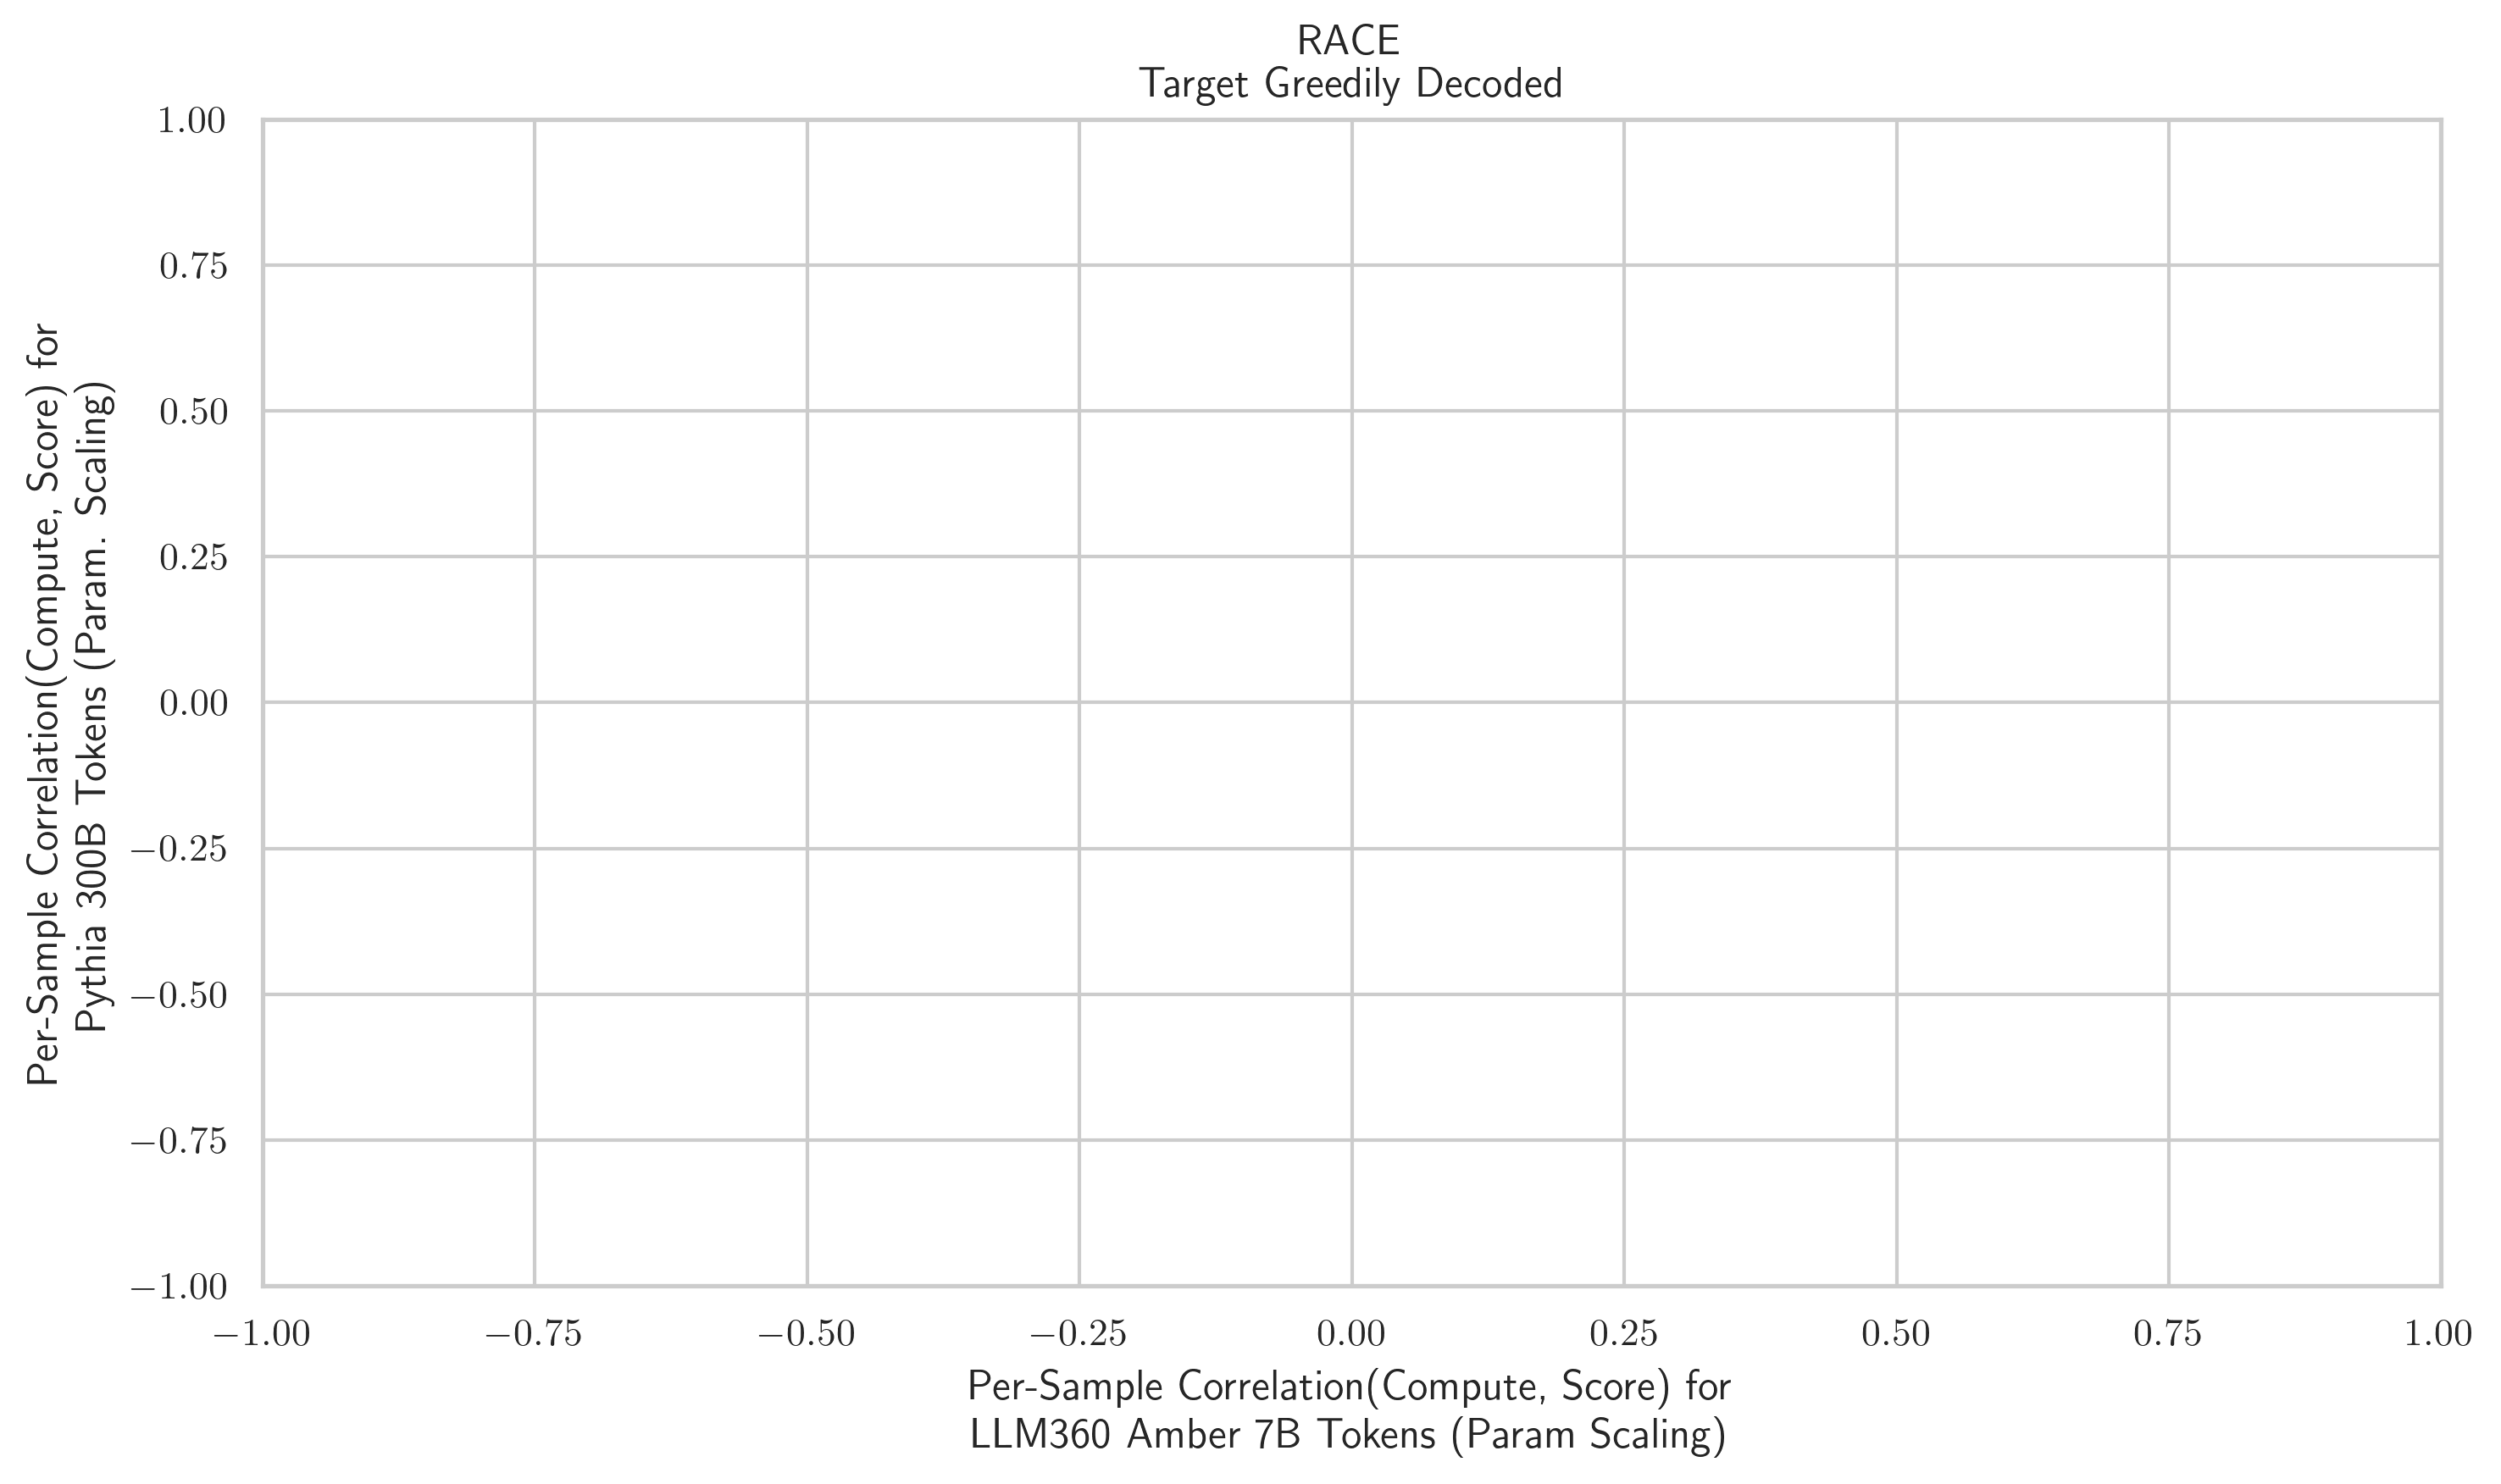 RACE
Target Greedily Decoded
Per-Sample Correlation(Compute, Score) for
Pythia 300B Tokens (Param. Scaling)
1.00
0.75
0.50
0.25
0.00
−0.25
−0.50
−0.75
−1.00
−1.00 −0.75 −0.50 −0.25 0.00 0.25 0.50 0.75 1.00
Per-Sample Correlation(Compute, Score) for
LLM360 Amber 7B Tokens (Param Scaling)